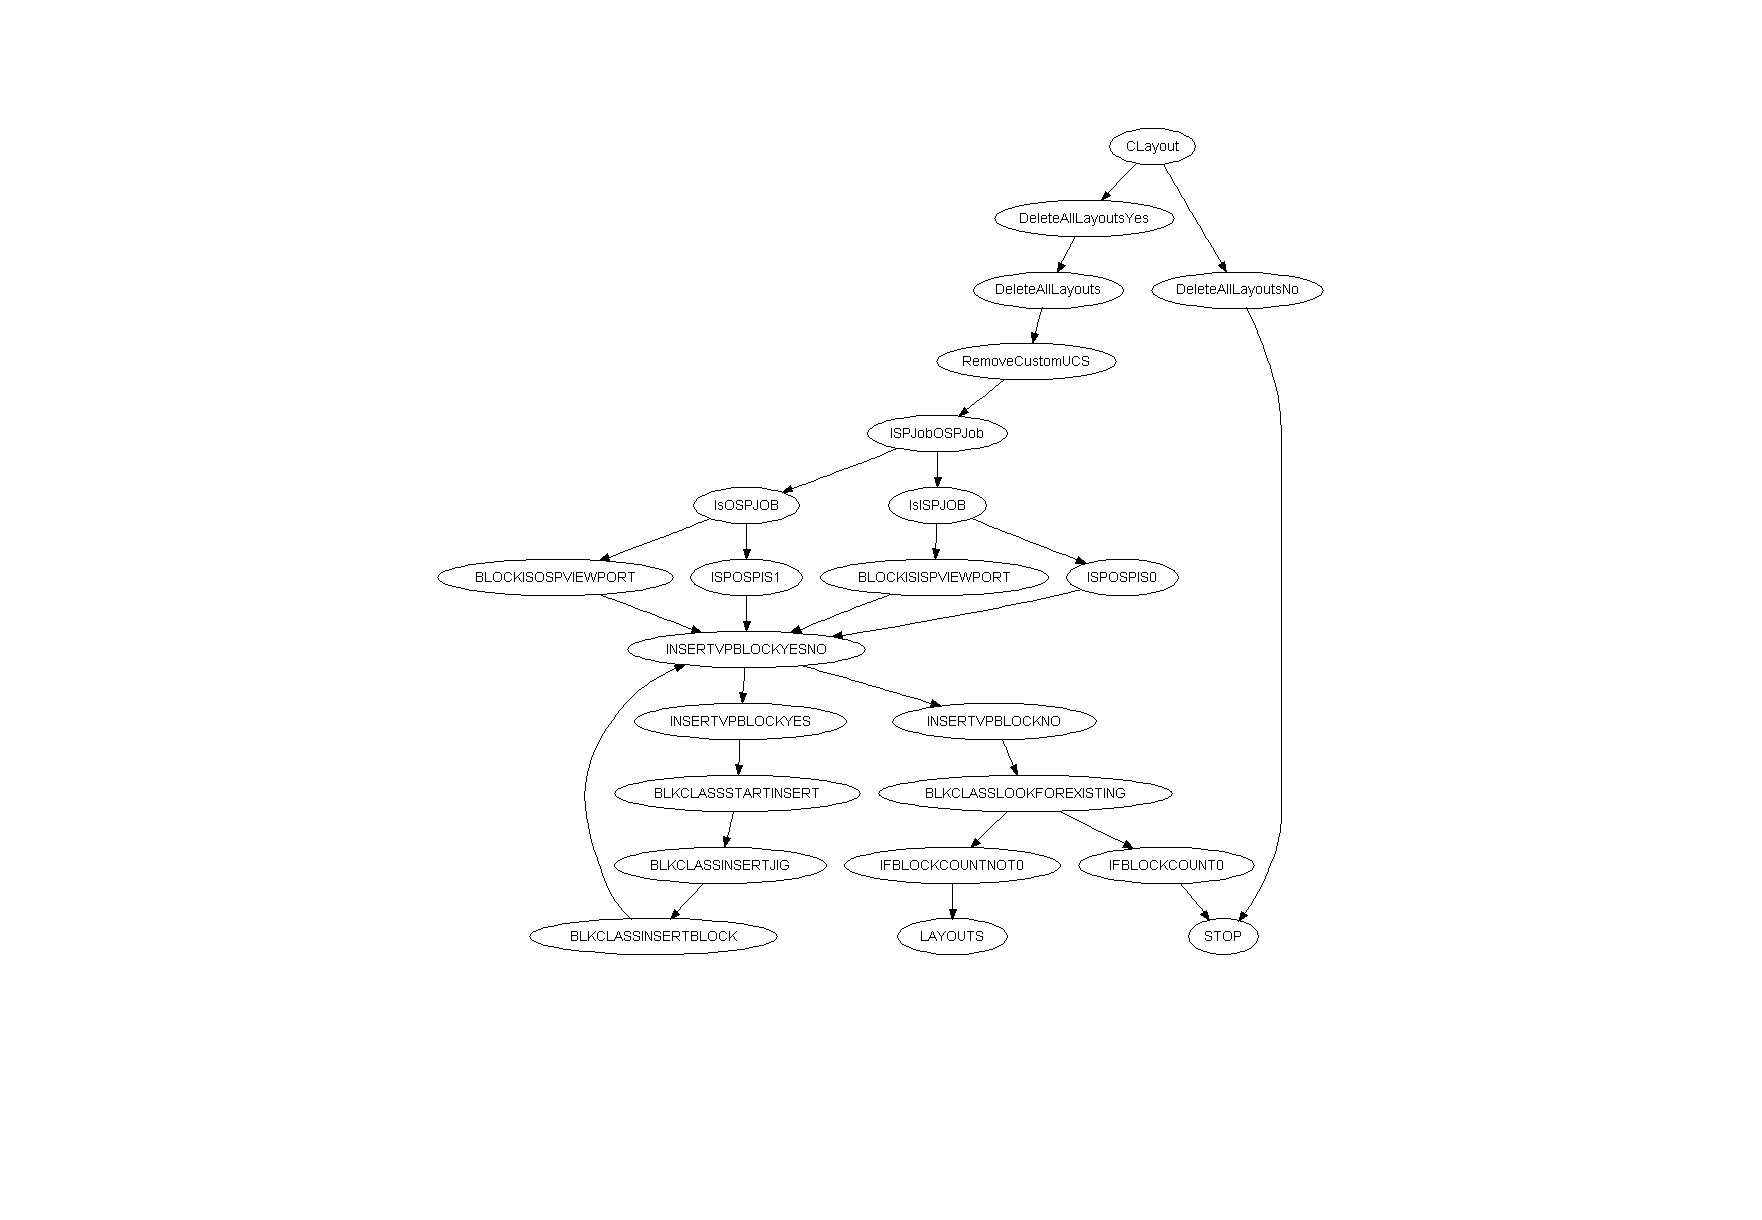 CLayout
DeleteAllLayoutsYes
DeleteAllLayouts
DeleteAllLayoutsNo
RemoveCustomUCS
ISPJobOSPJob
IsOSPJOB
IsISPJOB
BLOCKISOSPVIEWPORT
ISPOSPIS1
BLOCKISISPVIEWPORT
ISPOSPIS0
INSERTVPBLOCKYESNO
INSERTVPBLOCKYES
INSERTVPBLOCKNO
BLKCLASSSTARTINSERT
BLKCLASSLOOKFOREXISTING
BLKCLASSINSERTJIG
IFBLOCKCOUNTNOT0
IFBLOCKCOUNT0
BLKCLASSINSERTBLOCK
LAYOUTS
STOP